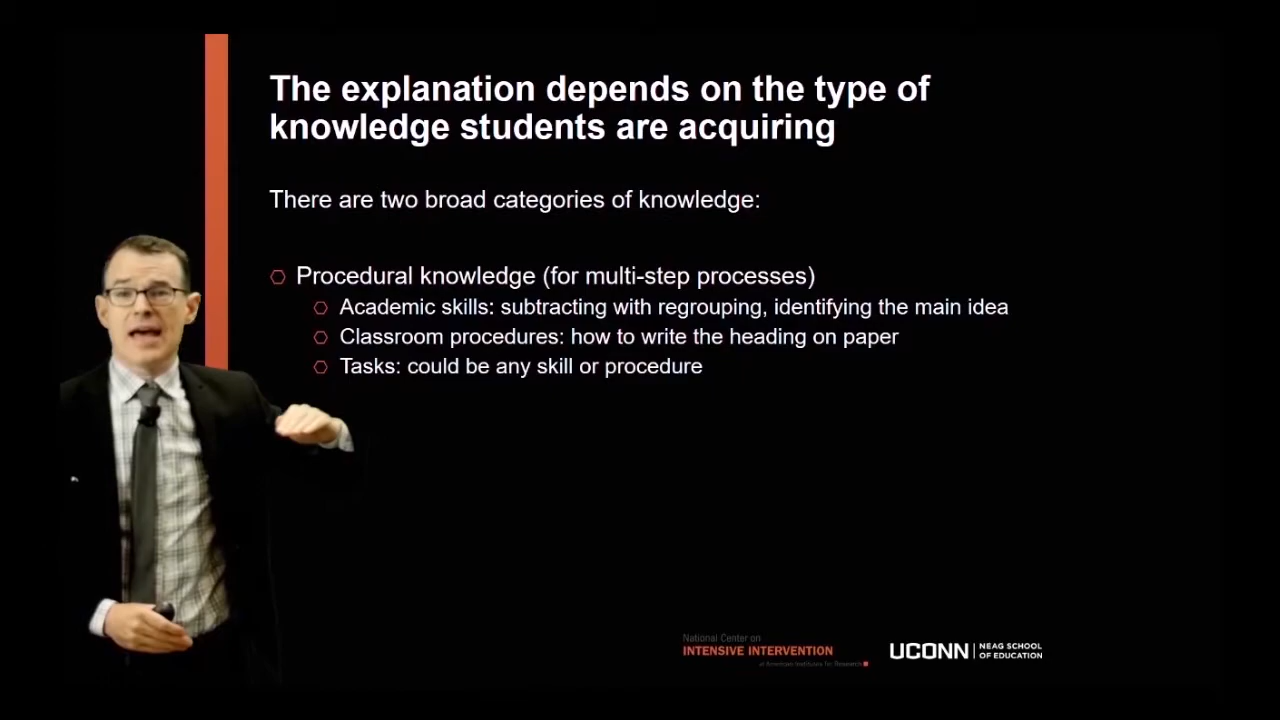 The explanation depends on the type of
knowledge students are acquiring
There are two broad categories of knowledge:
Procedural knowledge (for multi-step processes)
Academic skills: subtracting with regrouping, identifying the main idea
Classroom procedures: how to write the heading on paper
Tasks: could be any skill or procedure
National Center on
INTENSIVE INTERVENTION
at American Institutes for Research
UCONN
NEAG SCHOOL
OF EDUCATION